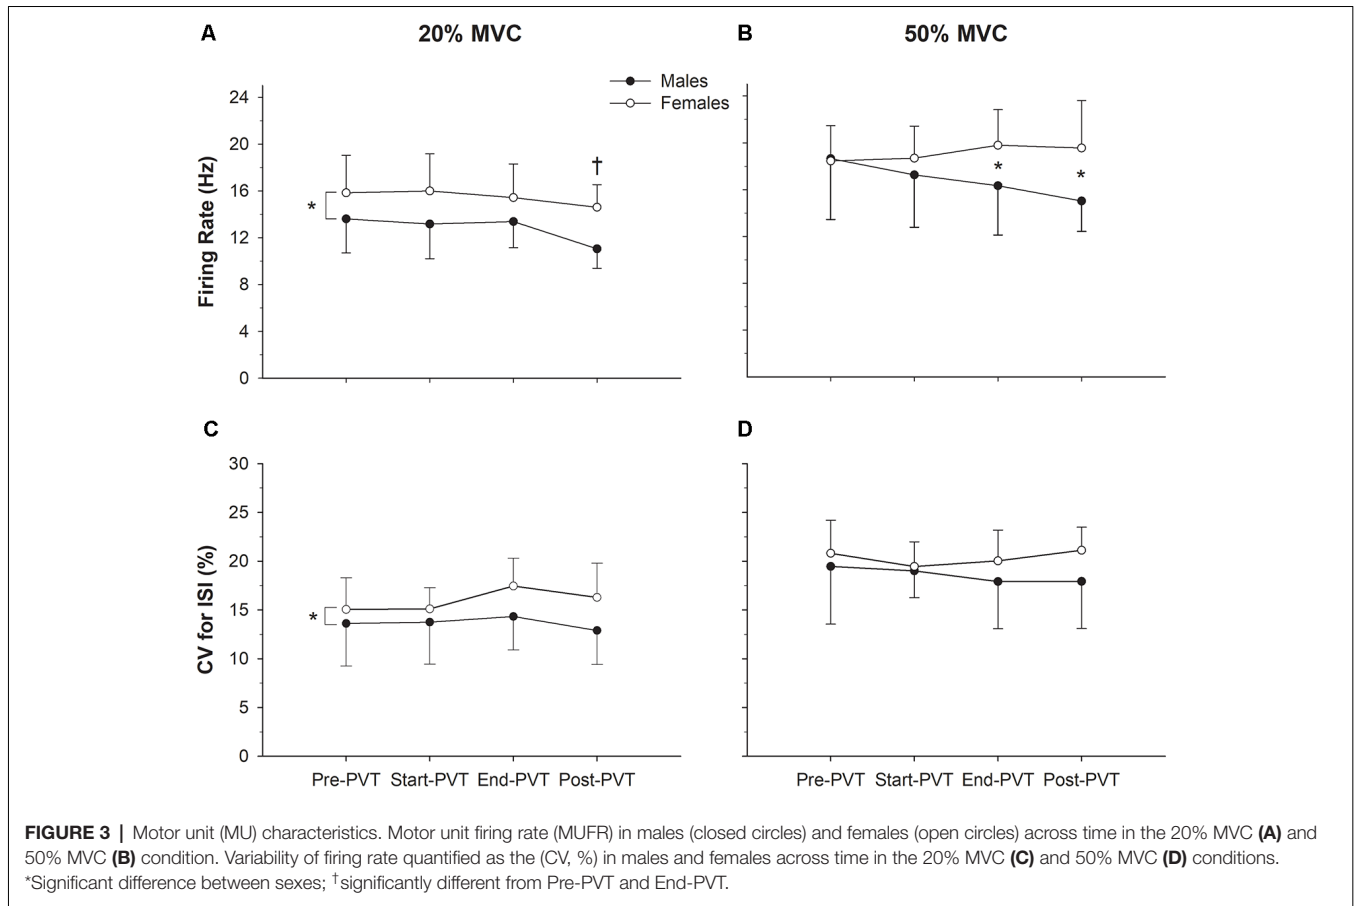 A 20% MVC B 50% MVC
Males
Females
24
20
16
12
8
4
0
Firing Rate (Hz)
*
†
*
*
C D
30
25
20
15
10
5
0
CV for ISI (%)
*
Pre-PVT Start-PVT End-PVT Post-PVT Pre-PVT Start-PVT End-PVT Post-PVT
FIGURE 3 | Motor unit (MU) characteristics. Motor unit firing rate (MUFR) in males (closed circles) and females (open circles) across time in the 20% MVC (A) and
50% MVC (B) condition. Variability of firing rate quantified as the (CV, %) in males and females across time in the 20% MVC (C) and 50% MVC (D) conditions.
*Significant difference between sexes; †significantly different from Pre-PVT and End-PVT.